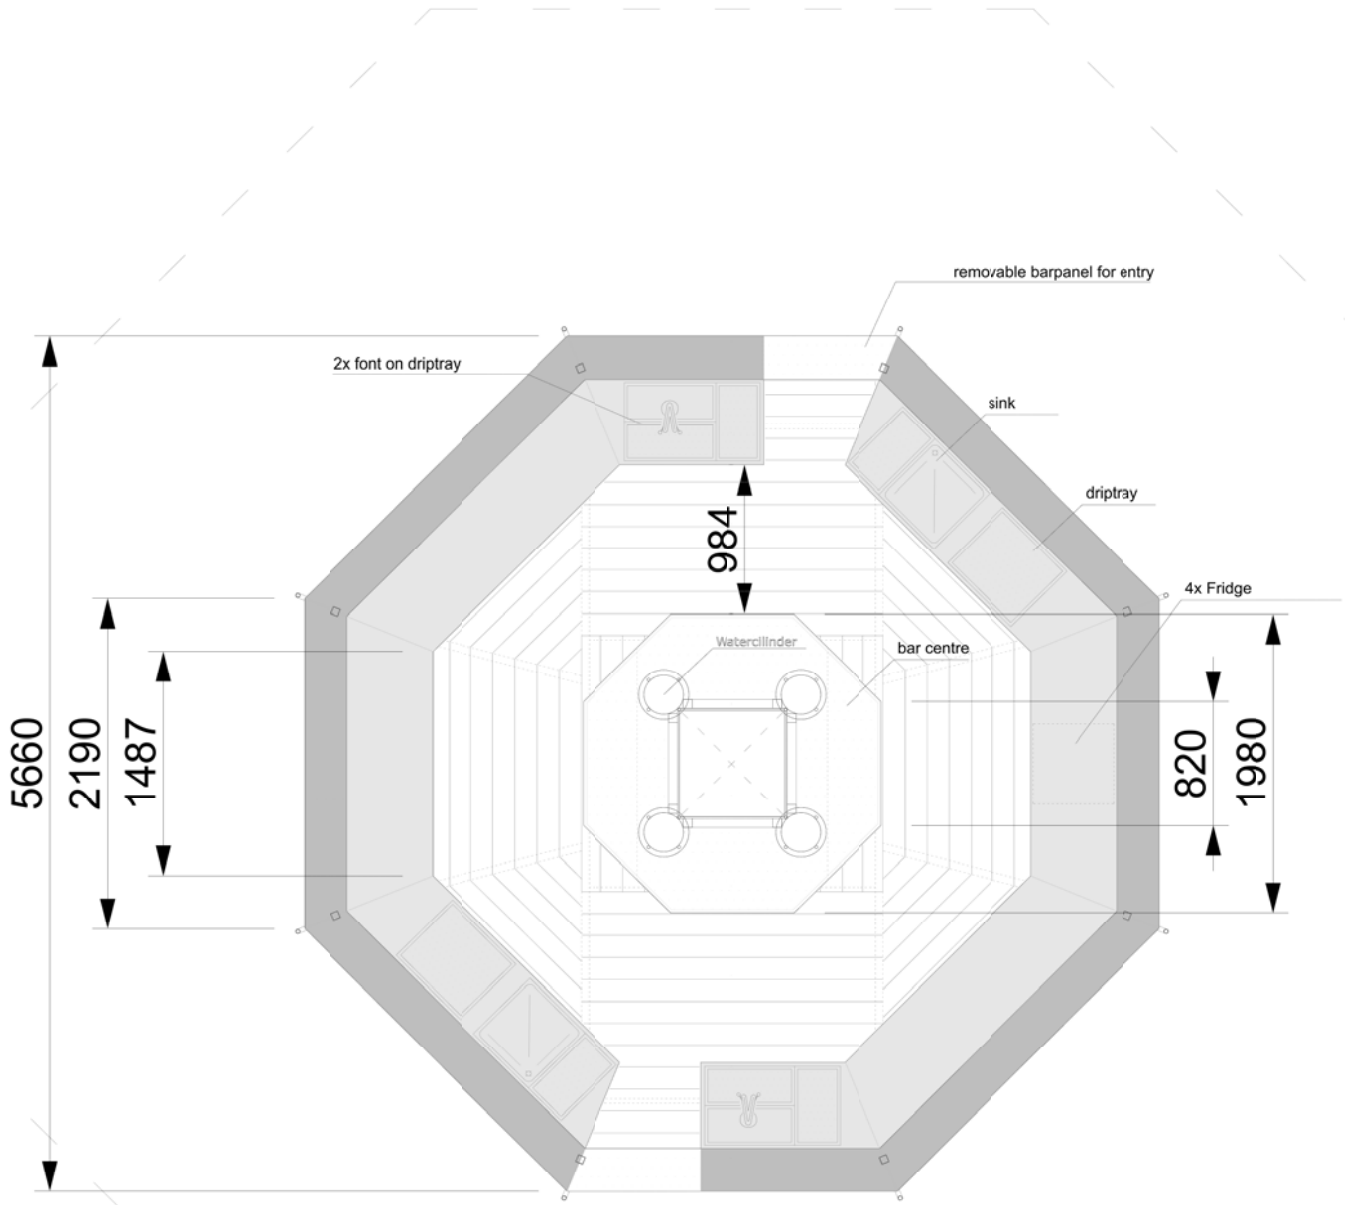 removable barpanel for entry
2x font on driptray
sink
driptray
984
4x Fridge
Watercilinder
bar centre
5660
2190
1487
820
1980